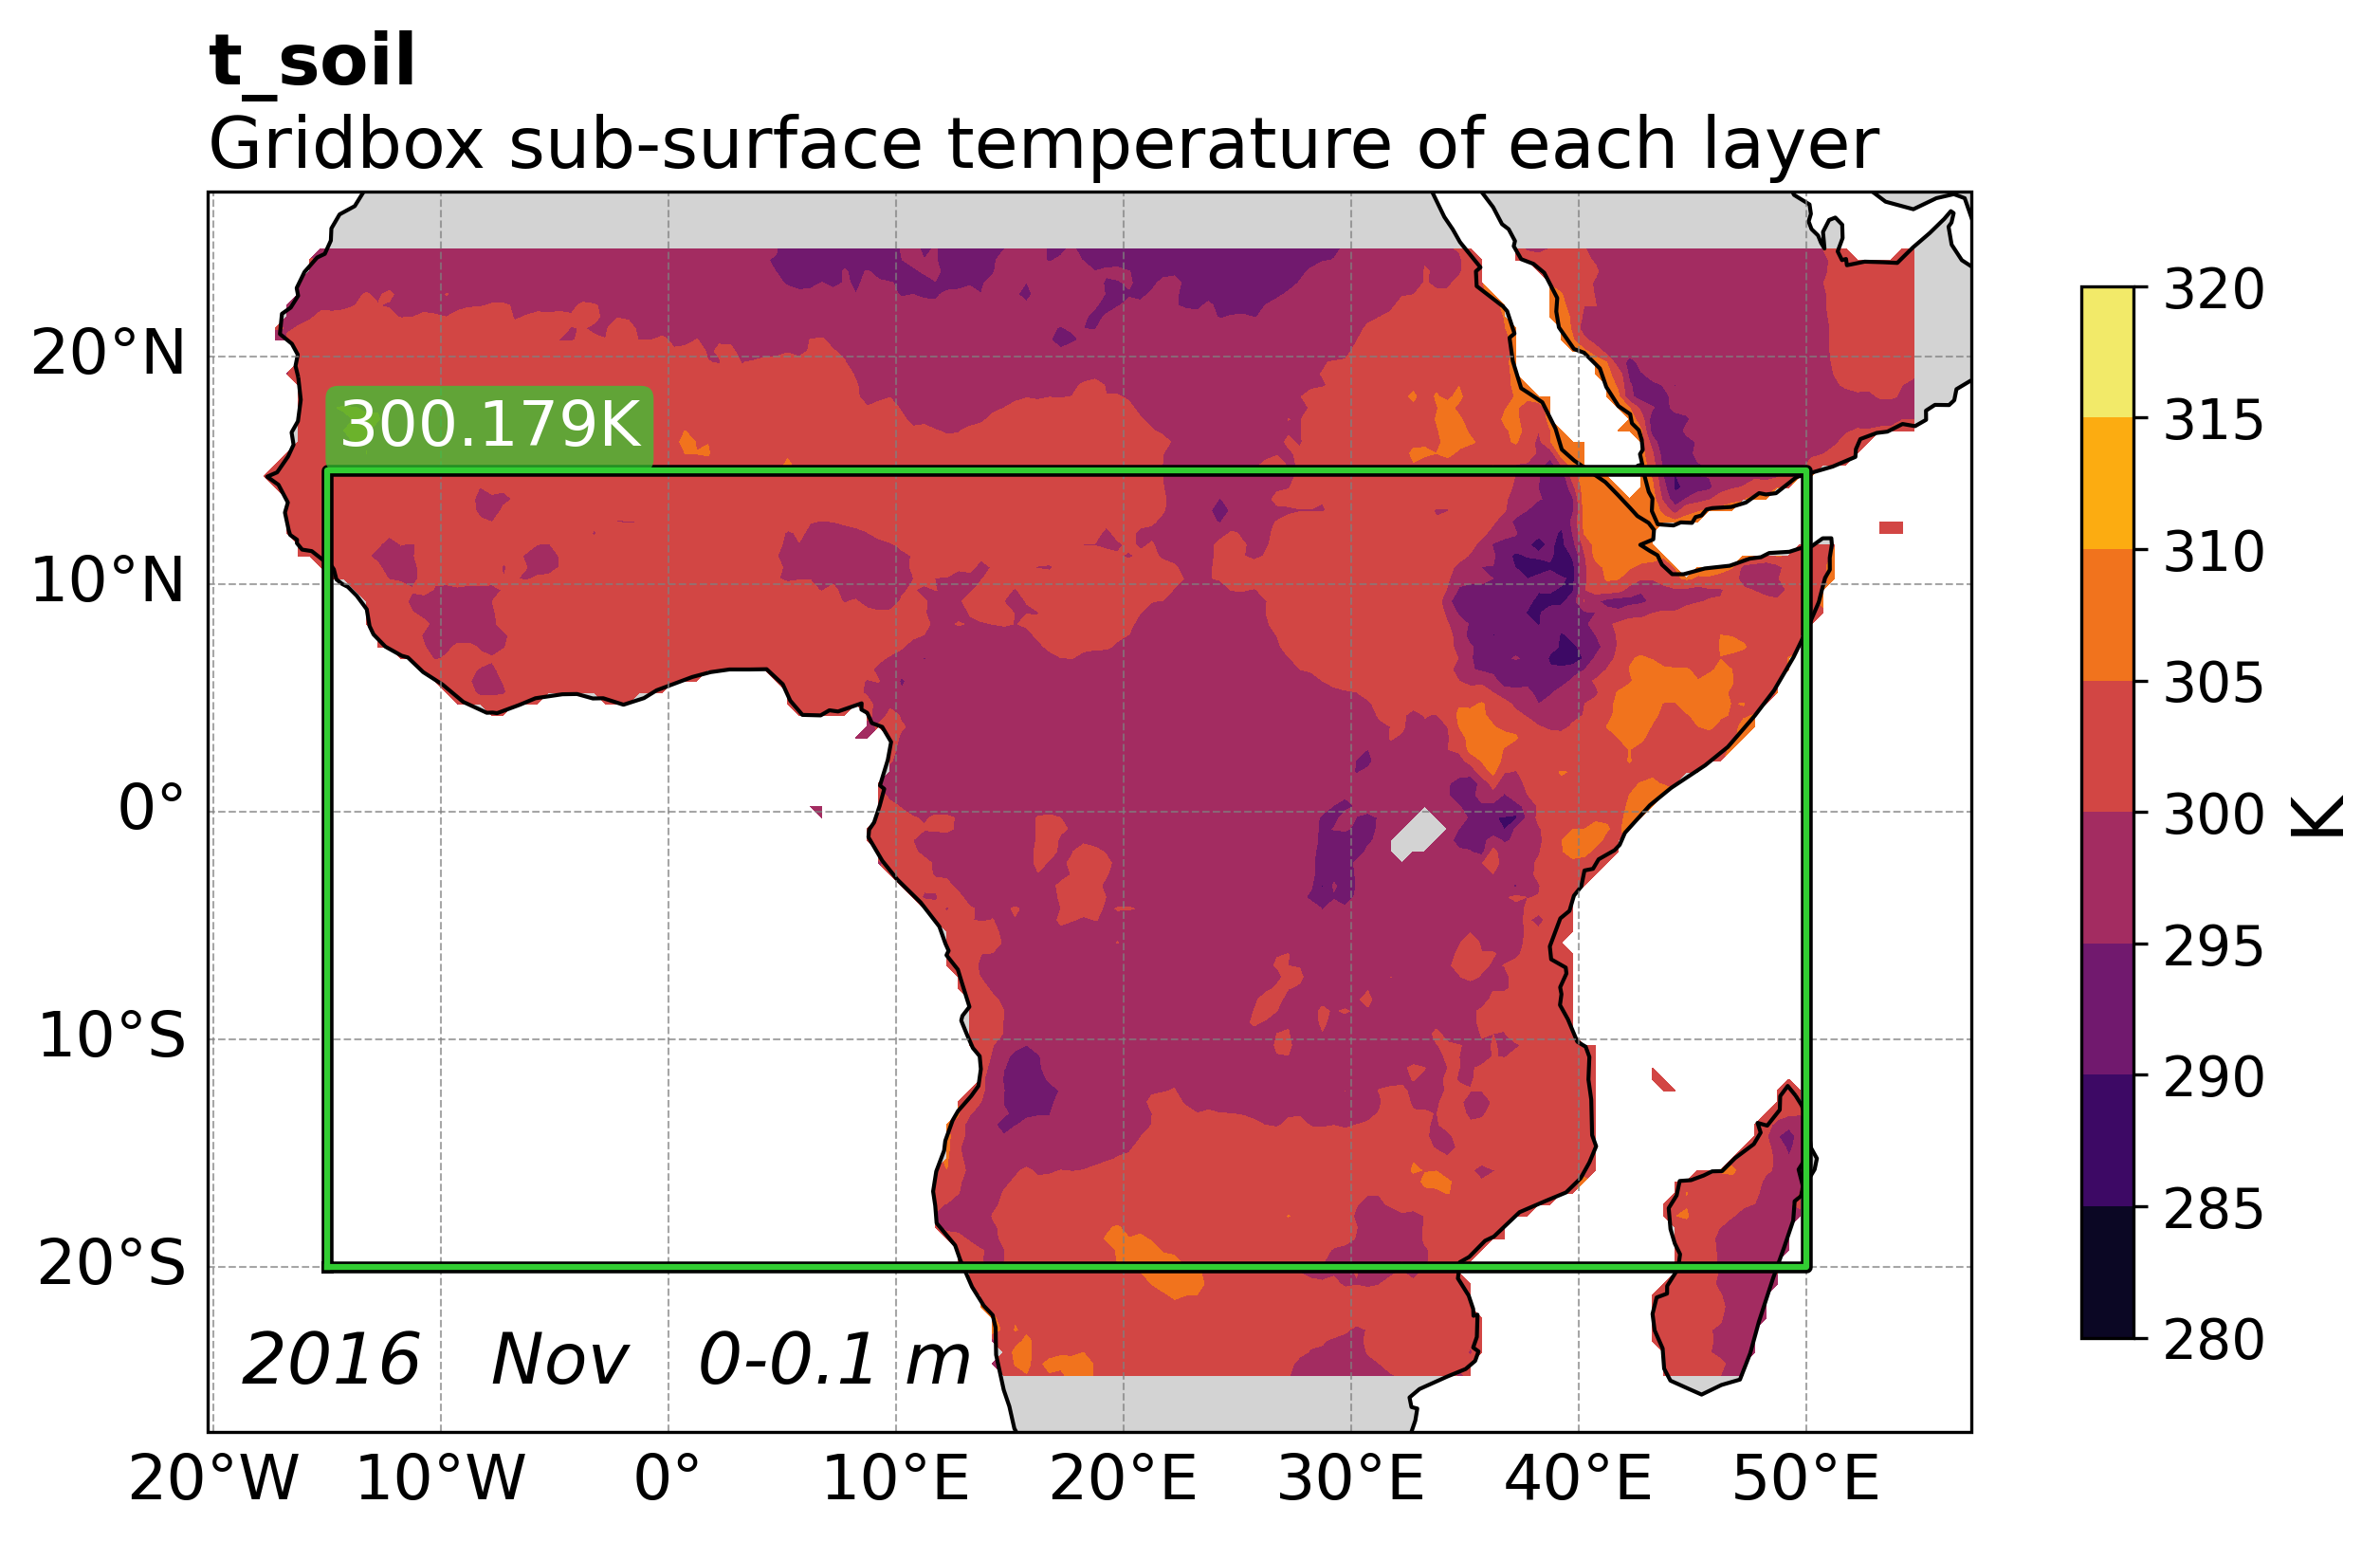 t_soil
Gridbox sub-surface temperature of each layer
20°N
10°N
0°
10°S
20°S
300.179K
2016 Nov 0-0.1 m
20°W 10°W 0° 10°E 20°E 30°E 40°E 50°E
320
315
310
305
300
295
290
285
280
K